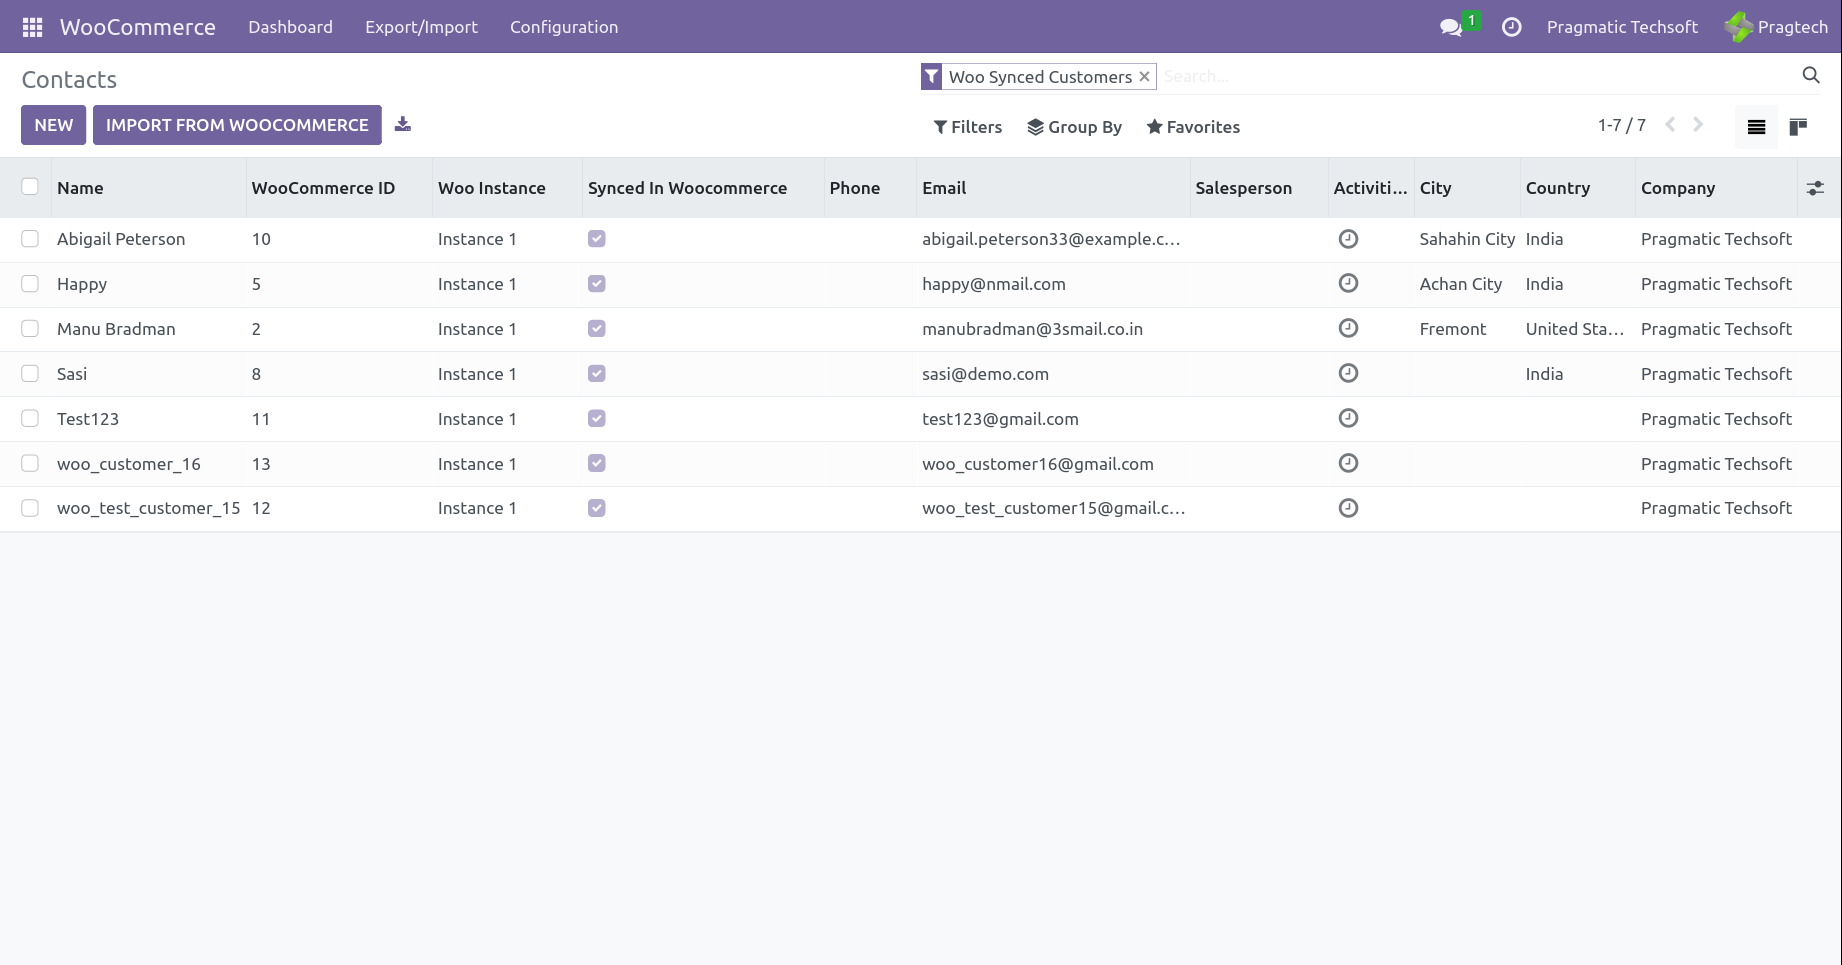 WooCommerce Dashboard Export/Import Configuration 1 Pragmatic Techsoft Pragtech
Contacts Woo Synced Customers × Search...
NEW IMPORT FROM WOOCOMMERCE Filters Group By Favorites 1-7 / 7
Name WooCommerce ID Woo Instance Synced In Woocommerce Phone Email Salesperson Activiti... City Country Company
Abigail Peterson 10 Instance 1 abigail.peterson33@example.c... Sahahin City India Pragmatic Techsoft
Happy 5 Instance 1 happy@nmail.com Achan City India Pragmatic Techsoft
Manu Bradman 2 Instance 1 manubradman@3smail.co.in Fremont United Sta... Pragmatic Techsoft
Sasi 8 Instance 1 sasi@demo.com India Pragmatic Techsoft
Test123 11 Instance 1 test123@gmail.com Pragmatic Techsoft
woo_customer_16 13 Instance 1 woo_customer16@gmail.com Pragmatic Techsoft
woo_test_customer_15 12 Instance 1 woo_test_customer15@gmail.c... Pragmatic Techsoft